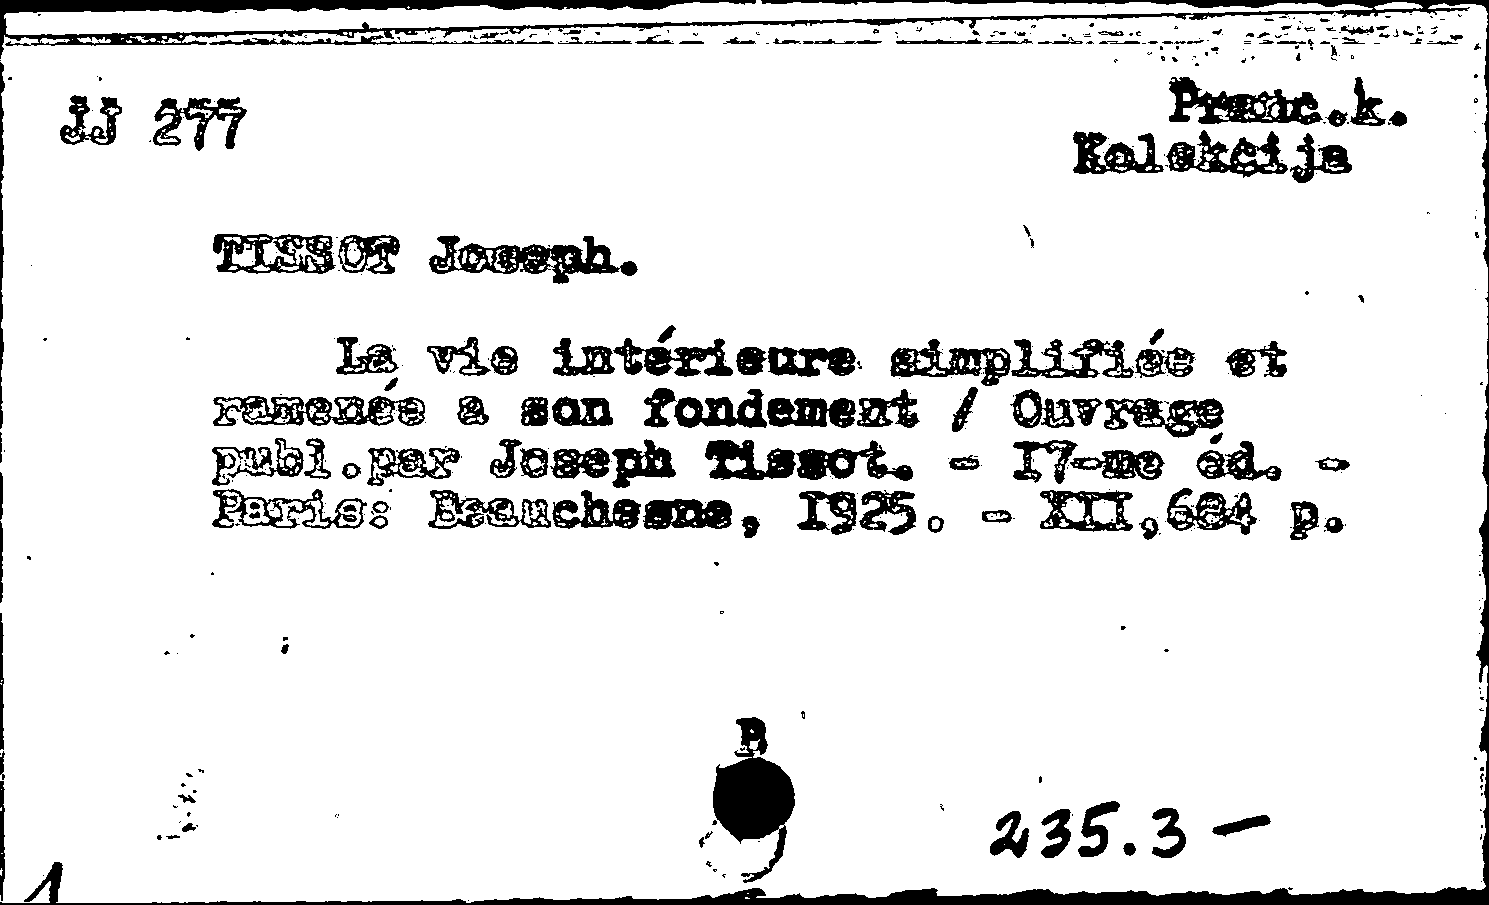 JJ 277
Pranc.k.
Kolekcija
TISSOT Joseph.
La vie intérieure simplifiée et
ramenée a son fondement / Ouvrage
publ.par Joseph Tissot. - I7-me éd. -
Paris: Beauchesne, I925. - XII,684 p.
P
235.3 —
1